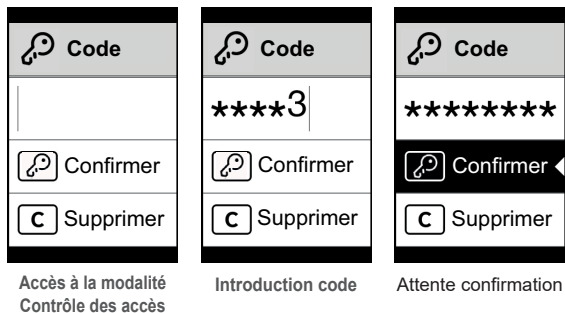 Code
Confirmer
C Supprimer
Accès à la modalité
Contrôle des accès
Code
****3
Confirmer
C Supprimer
Introduction code
Code
********
Confirmer
C Supprimer
Attente confirmation